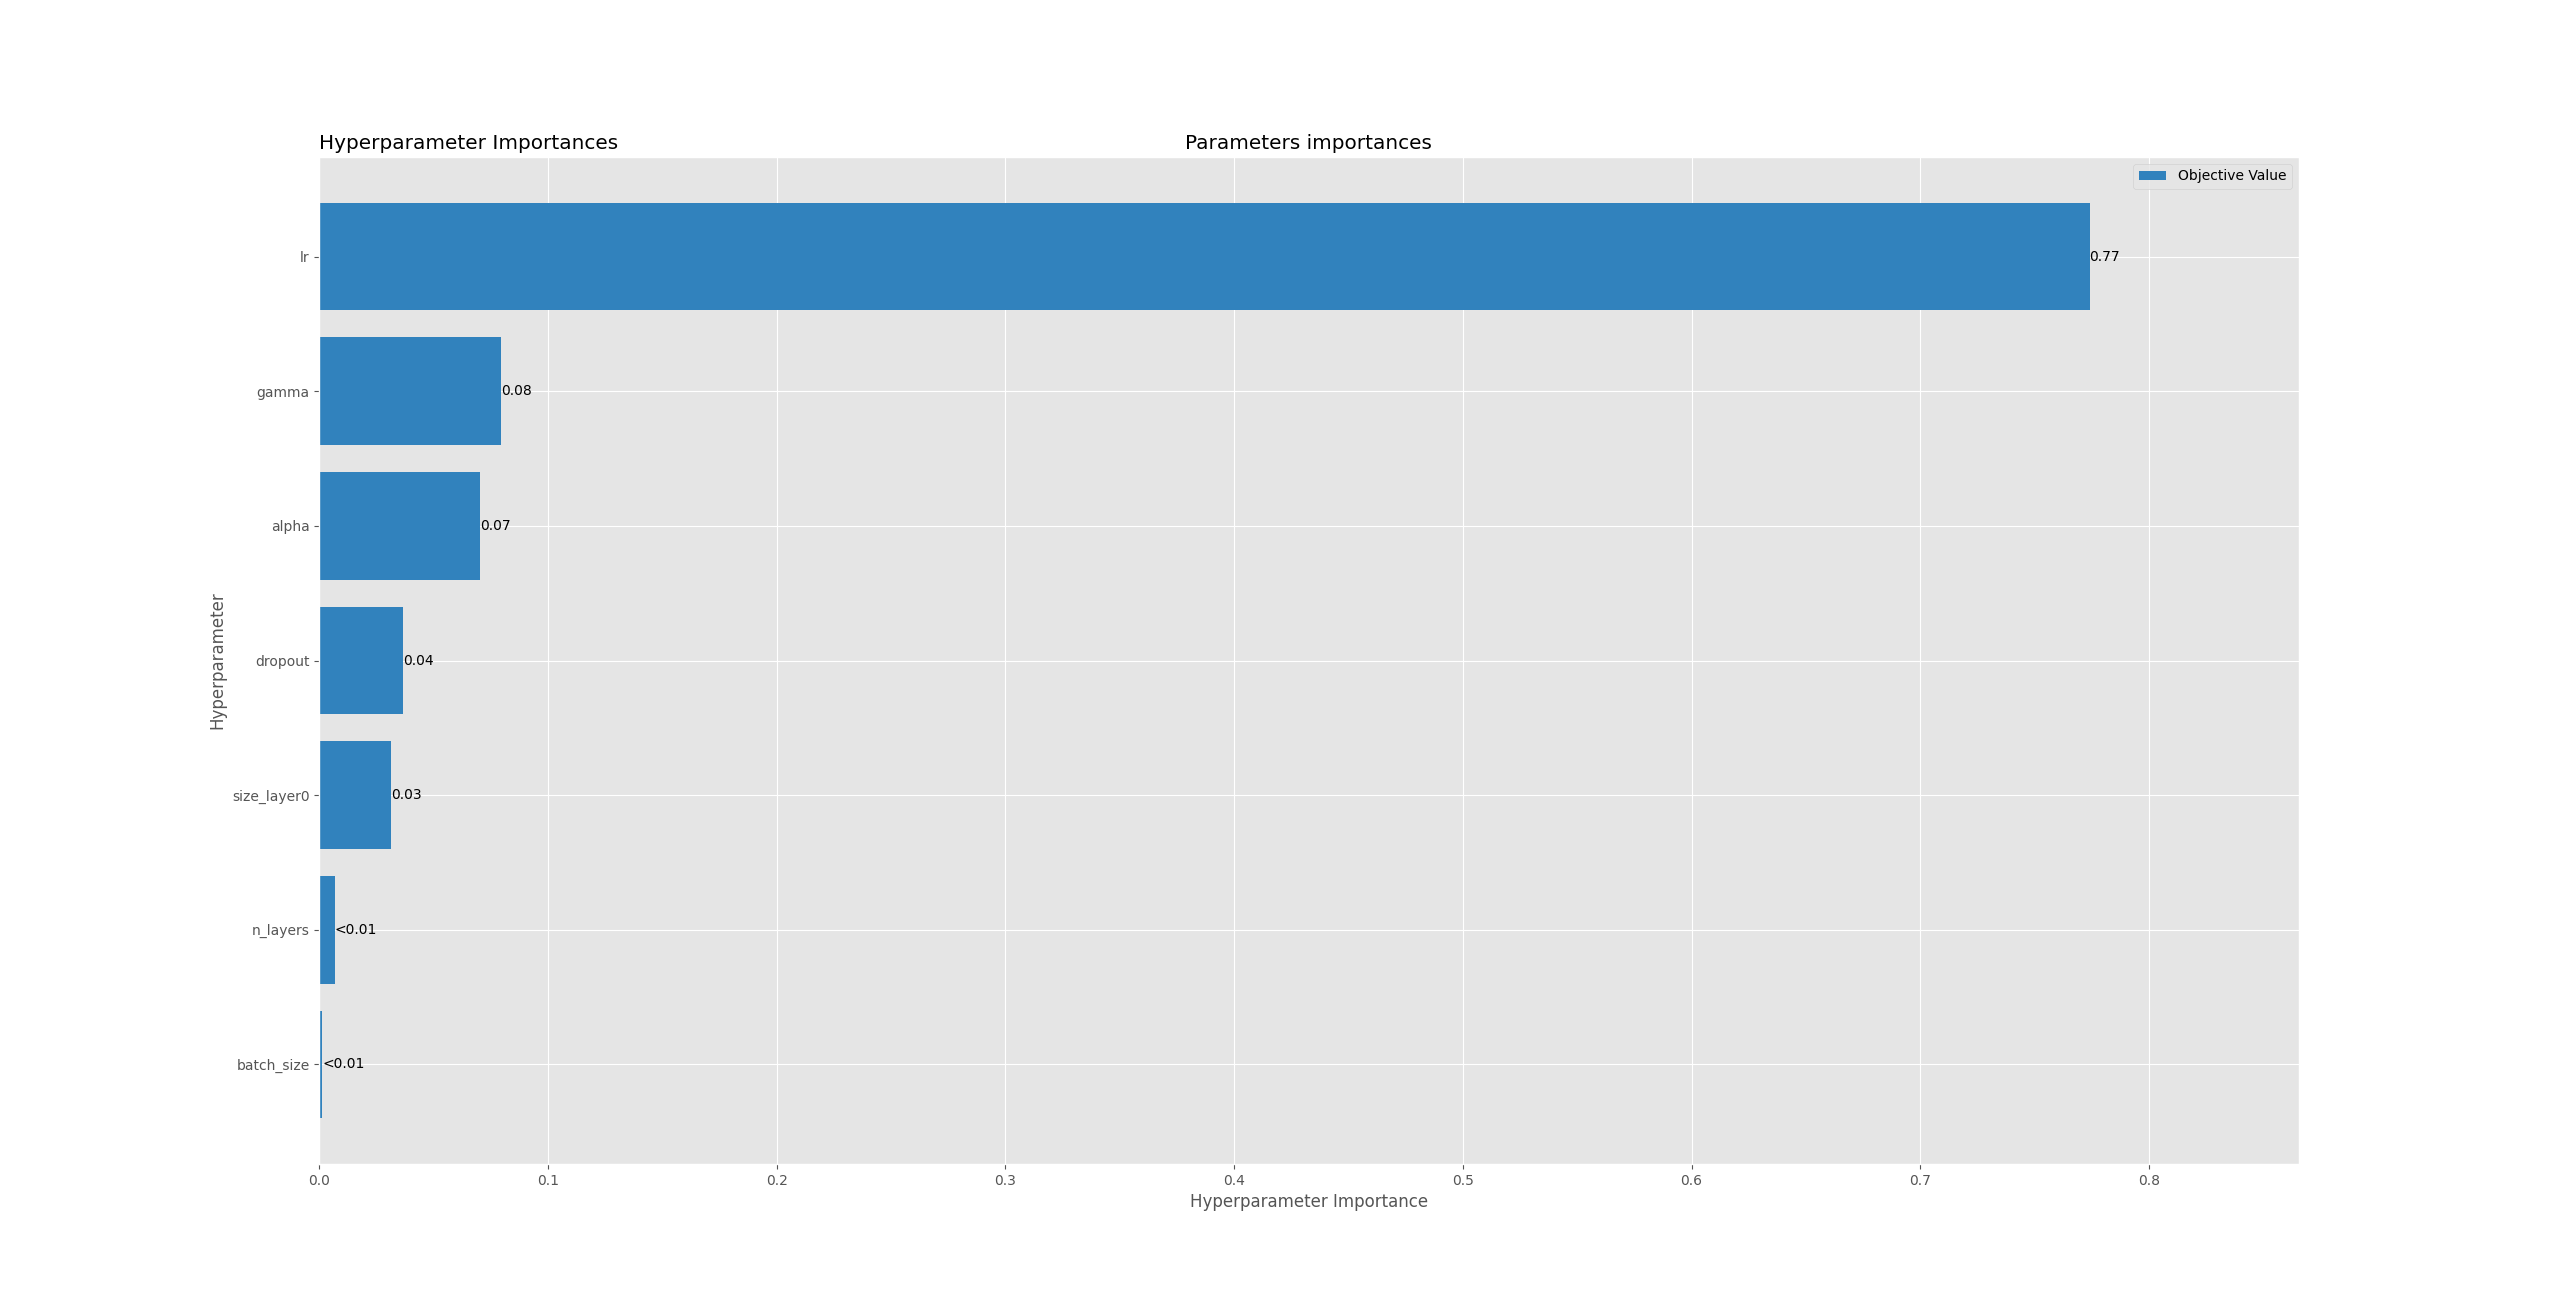 Hyperparameter Importances
Parameters importances
Objective Value
Hyperparameter
lr
0.77
gamma
0.08
alpha
0.07
dropout
0.04
size_layer0
0.03
n_layers
<0.01
batch_size
<0.01
0.0 0.1 0.2 0.3 0.4 0.5 0.6 0.7 0.8
Hyperparameter Importance